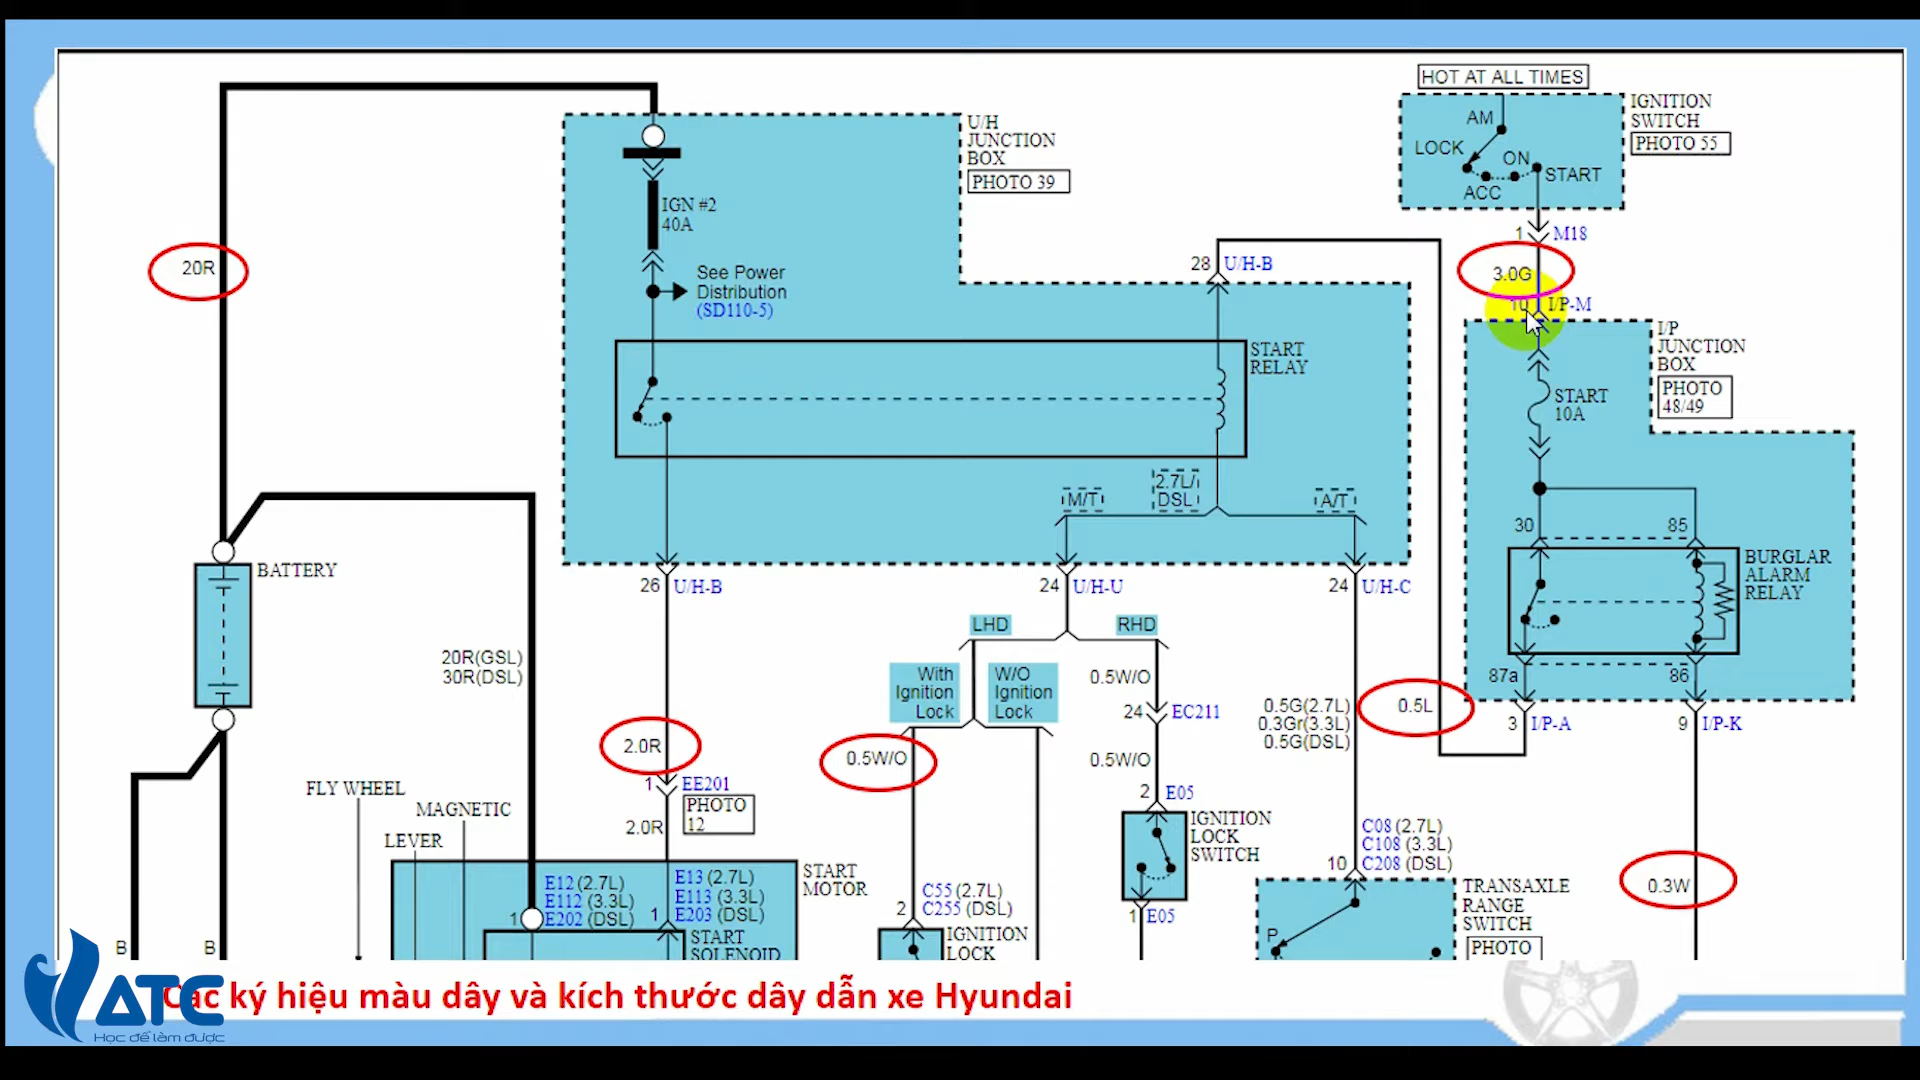 HOT AT ALL TIMES
IGNITION
SWITCH
PHOTO 55
AM
LOCK
ON
START
ACC
U/H
JUNCTION
BOX
PHOTO 39
IGN #2
40A
1
M18
28
U/H-B
20R
3.0G
See Power
Distribution
(SD110-5)
10
I/P-M
I/P
JUNCTION
BOX
PHOTO
48/49
START
RELAY
START
10A
M/T
2.7L/
DSL
A/T
30
85
BATTERY
BURGLAR
ALARM
RELAY
26
U/H-B
24
U/H-U
24
U/H-C
LHD
RHD
20R(GSL)
30R(DSL)
With
Ignition
Lock
W/O
Ignition
Lock
0.5W/O
87a
86
24
EC211
0.5G(2.7L)
0.3Gr(3.3L)
0.5G(DSL)
0.5L
3
I/P-A
9
I/P-K
2.0R
0.5W/O
0.5W/O
FLY WHEEL
MAGNETIC
LEVER
1
EE201
PHOTO
12
2.0R
2
E05
IGNITION
LOCK
SWITCH
C08 (2.7L)
C108 (3.3L)
C208 (DSL)
10
START
MOTOR
E12 (2.7L)
E112 (3.3L)
E202 (DSL)
1
E13 (2.7L)
E113 (3.3L)
E203 (DSL)
1
C55 (2.7L)
C255 (DSL)
2
1
E05
TRANSAXLE
RANGE
SWITCH
PHOTO
0.3W
B
B
START
SOLENOID
IGNITION
LOCK
P
Các ký hiệu màu dây và kích thước dây dẫn xe Hyundai
ATC
Học để làm được